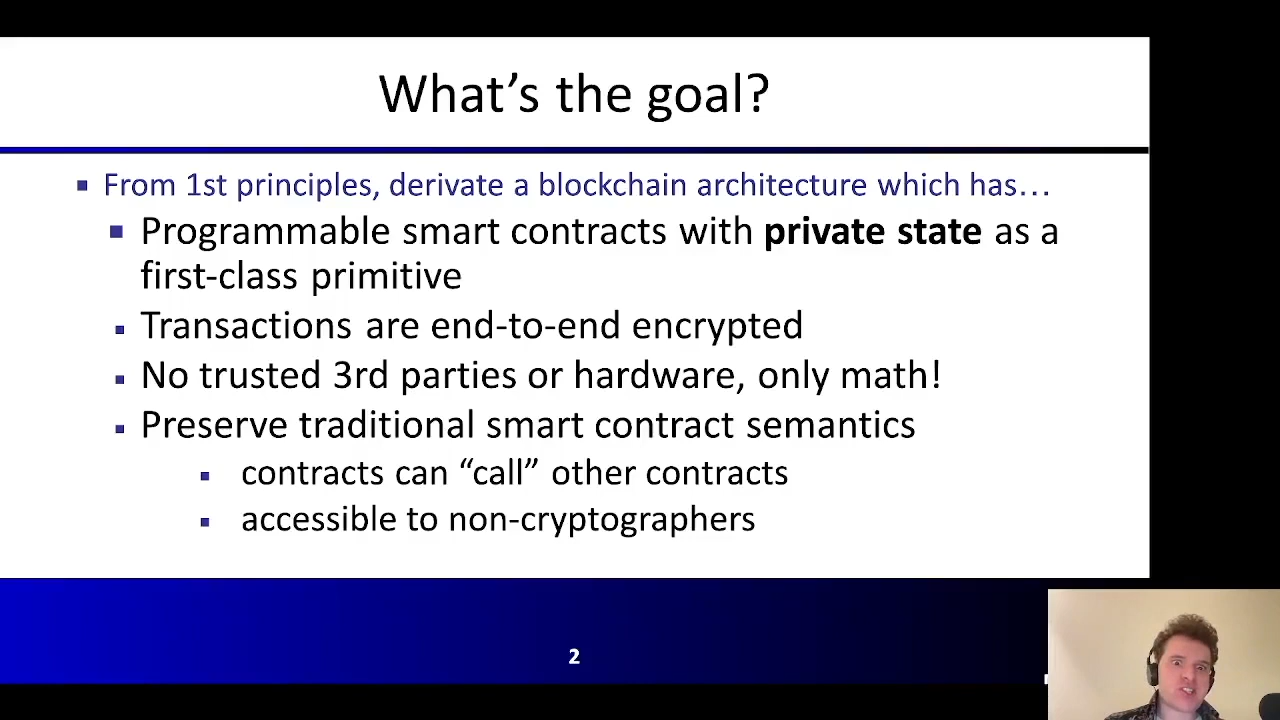 What's the goal?
From 1st principles, derivate a blockchain architecture which has…
Programmable smart contracts with private state as a
first-class primitive
Transactions are end-to-end encrypted
No trusted 3rd parties or hardware, only math!
Preserve traditional smart contract semantics
contracts can “call” other contracts
accessible to non-cryptographers
2